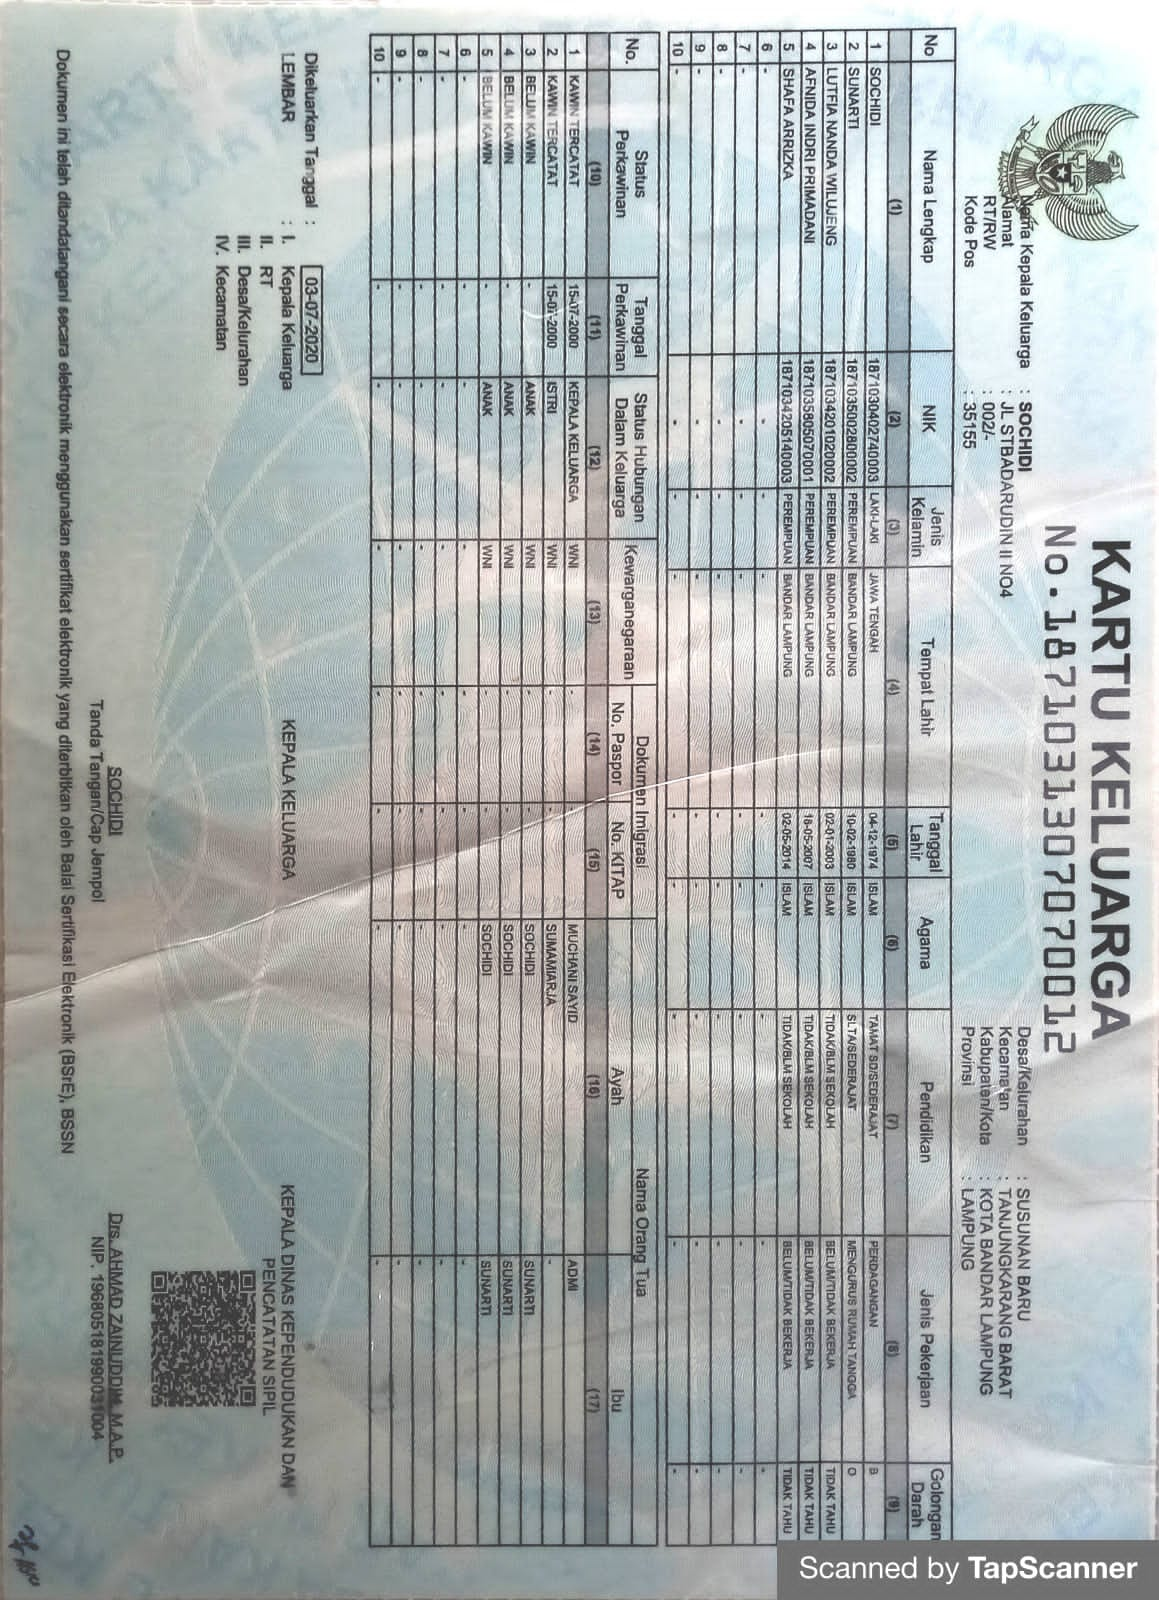 KARTU KELUARGA
No. 1871031307070012
Nama Kepala Keluarga : SOCHIDI
Alamat : JL STBADARUDIN II NO4
RT/RW : 002/-
Kode Pos : 35155
Desa/Kelurahan : SUSUNAN BARU
Kecamatan : TANJUNGKARANG BARAT
Kabupaten/Kota : KOTA BANDAR LAMPUNG
Provinsi : LAMPUNG
No Nama Lengkap NIK Jenis Kelamin Tempat Lahir Tanggal Lahir Agama Pendidikan Jenis Pekerjaan Golongan Darah
(1) (2) (3) (4) (5) (6) (7) (8) (9)
1 SOCHIDI 1871030402740003 LAKI-LAKI JAWA TENGAH 04-12-1974 ISLAM TAMAT SD/SEDERAJAT PERDAGANGAN B
2 SUNARTI 1871035002800002 PEREMPUAN BANDAR LAMPUNG 10-02-1980 ISLAM SLTA/SEDERAJAT MENGURUS RUMAH TANGGA O
3 LUTFIA NANDA WILUJENG 1871034201020002 PEREMPUAN BANDAR LAMPUNG 02-01-2003 ISLAM TIDAK/BLM SEKOLAH BELUM/TIDAK BEKERJA TIDAK TAHU
4 AFNIDA INDRI PRIMADANI 1871035805070001 PEREMPUAN BANDAR LAMPUNG 18-05-2007 ISLAM TIDAK/BLM SEKOLAH BELUM/TIDAK BEKERJA TIDAK TAHU
5 SHAFA ARRIZKA 1871034205140003 PEREMPUAN BANDAR LAMPUNG 02-05-2014 ISLAM TIDAK/BLM SEKOLAH BELUM/TIDAK BEKERJA TIDAK TAHU
6 - - - - - - - - -
7 - - - - - - - - -
8 - - - - - - - - -
9 - - - - - - - - -
10 - - - - - - - - -
No. Status Perkawinan Tanggal Perkawinan Status Hubungan Dalam Keluarga Kewarganegaraan Dokumen Imigrasi Nama Orang Tua
No. Paspor No. KITAP Ayah Ibu
(10) (11) (12) (13) (14) (15) (16) (17)
1 KAWIN TERCATAT 15-07-2000 KEPALA KELUARGA WNI - - MUCHANI SAYID ADMI
2 KAWIN TERCATAT 15-07-2000 ISTRI WNI - - SUMAMIARJA -
3 BELUM KAWIN - ANAK WNI - - SOCHIDI SUNARTI
4 BELUM KAWIN - ANAK WNI - - SOCHIDI SUNARTI
5 BELUM KAWIN - ANAK WNI - - SOCHIDI SUNARTI
6 - - - - - - - -
7 - - - - - - - -
8 - - - - - - - -
9 - - - - - - - -
10 - - - - - - - -
Dikeluarkan Tanggal : 03-07-2020
LEMBAR : I. Kepala Keluarga
II. RT
III. Desa/Kelurahan
IV. Kecamatan
KEPALA KELUARGA
SOCHIDI
Tanda Tangan/Cap Jempol
KEPALA DINAS KEPENDUDUKAN DAN
PENCATATAN SIPIL
Drs. AHMAD ZAINUDDIN, M.A.P.
NIP. 196805181990031004
Dokumen ini telah ditandatangani secara elektronik menggunakan sertifikat elektronik yang diterbitkan oleh Balai Sertifikasi Elektronik (BSrE), BSSN
Scanned by TapScanner